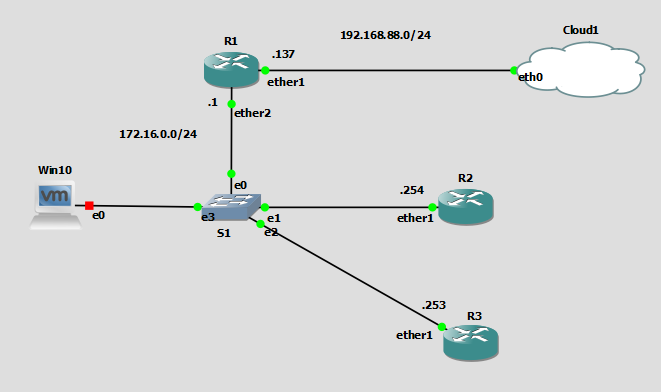 192.168.88.0/24
Cloud1
R1
.137
ether1
eth0
.1
ether2
172.16.0.0/24
Win10
vm
e0
e0
R2
.254
e3
e1
ether1
S1
e2
.253
R3
ether1